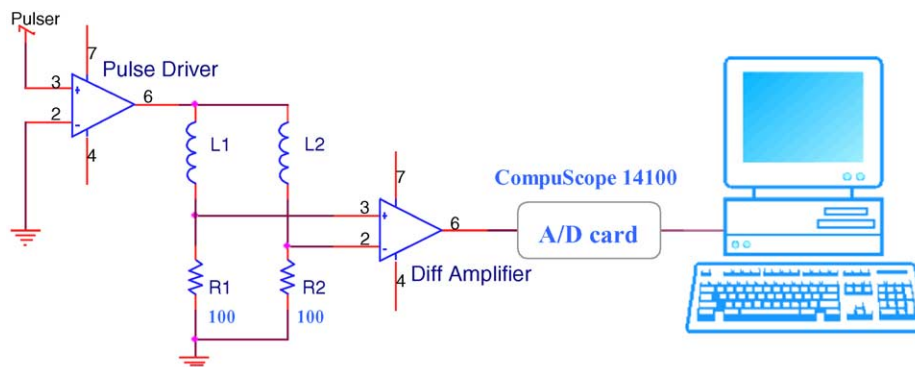 Pulser
7
Pulse Driver
3
+
6
2
-
4
L1
L2
7
CompuScope 14100
3
+
6
2
-
A/D card
4
Diff Amplifier
R1
R2
100
100